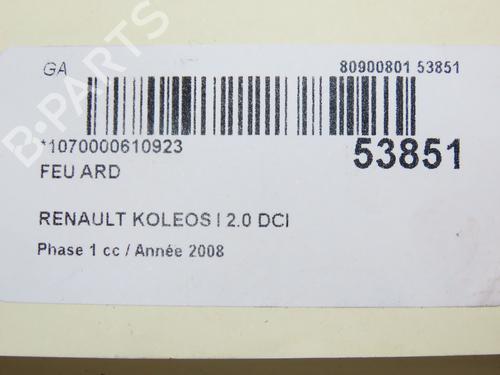 GA 80900801 53851
*1070000610923 53851
FEU ARD
RENAULT KOLEOS I 2.0 DCI
Phase 1 cc / Année 2008
B-PARTS